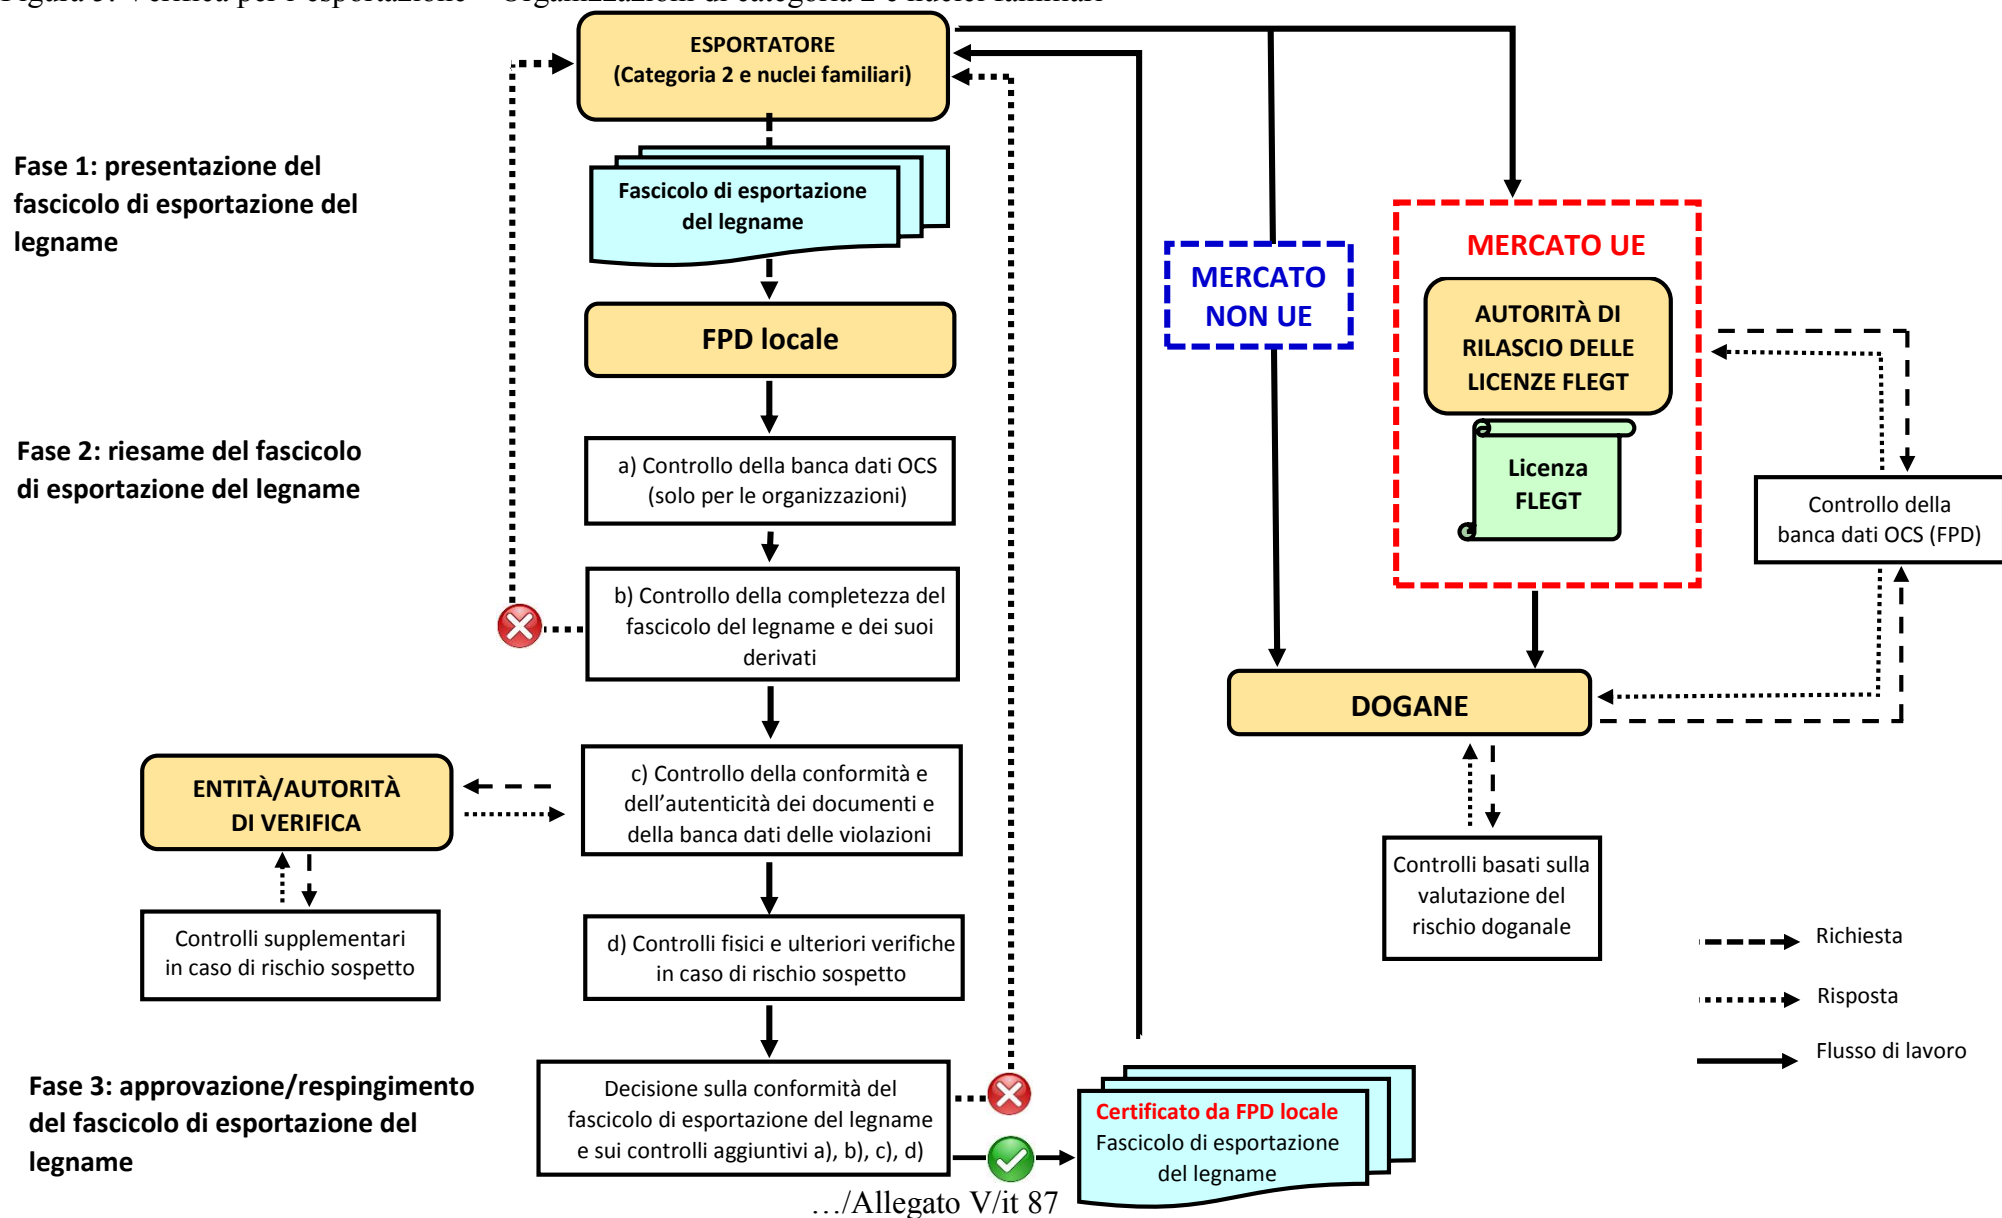 ESPORTATORE
(Categoria 2 e nuclei familiari)
Fase 1: presentazione del
fascicolo di esportazione del
legname
Fascicolo di esportazione
del legname
MERCATO
NON UE
MERCATO UE
AUTORITÀ DI
RILASCIO DELLE
LICENZE FLEGT
Licenza
FLEGT
FPD locale
Fase 2: riesame del fascicolo
di esportazione del legname
a) Controllo della banca dati OCS
(solo per le organizzazioni)
Controllo della
banca dati OCS (FPD)
b) Controllo della completezza del
fascicolo del legname e dei suoi
derivati
DOGANE
ENTITÀ/AUTORITÀ
DI VERIFICA
c) Controllo della conformità e
dell’autenticità dei documenti e
della banca dati delle violazioni
Controlli basati sulla
valutazione del
rischio doganale
Controlli supplementari
in caso di rischio sospetto
d) Controlli fisici e ulteriori verifiche
in caso di rischio sospetto
Richiesta
Risposta
Flusso di lavoro
Fase 3: approvazione/respingimento
del fascicolo di esportazione del
legname
Decisione sulla conformità del
fascicolo di esportazione del legname
e sui controlli aggiuntivi a), b), c), d)
Certificato da FPD locale
Fascicolo di esportazione
del legname
…/Allegato V/it 87